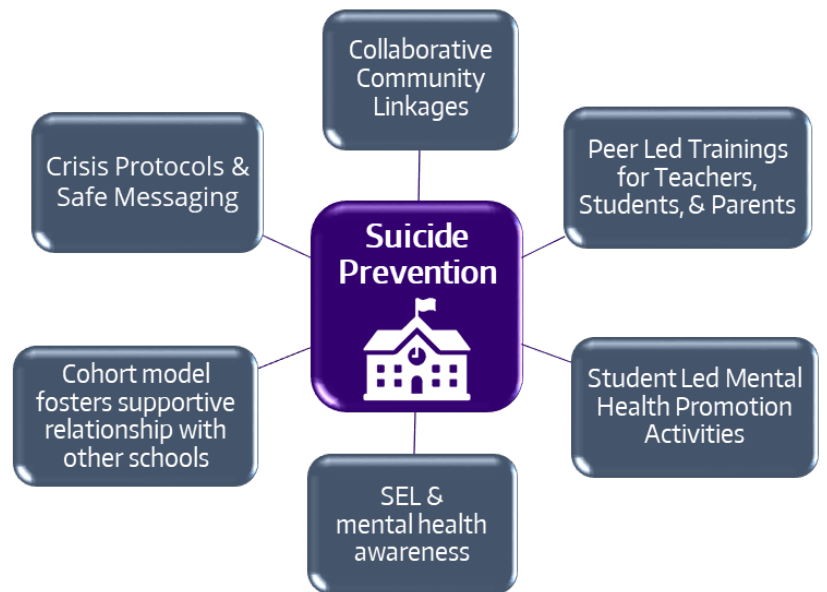 Collaborative
Community
Linkages
Crisis Protocols &
Safe Messaging
Peer Led Trainings
for Teachers,
Students, & Parents
Suicide
Prevention
Cohort model
fosters supportive
relationship with
other schools
Student Led Mental
Health Promotion
Activities
SEL &
mental health
awareness